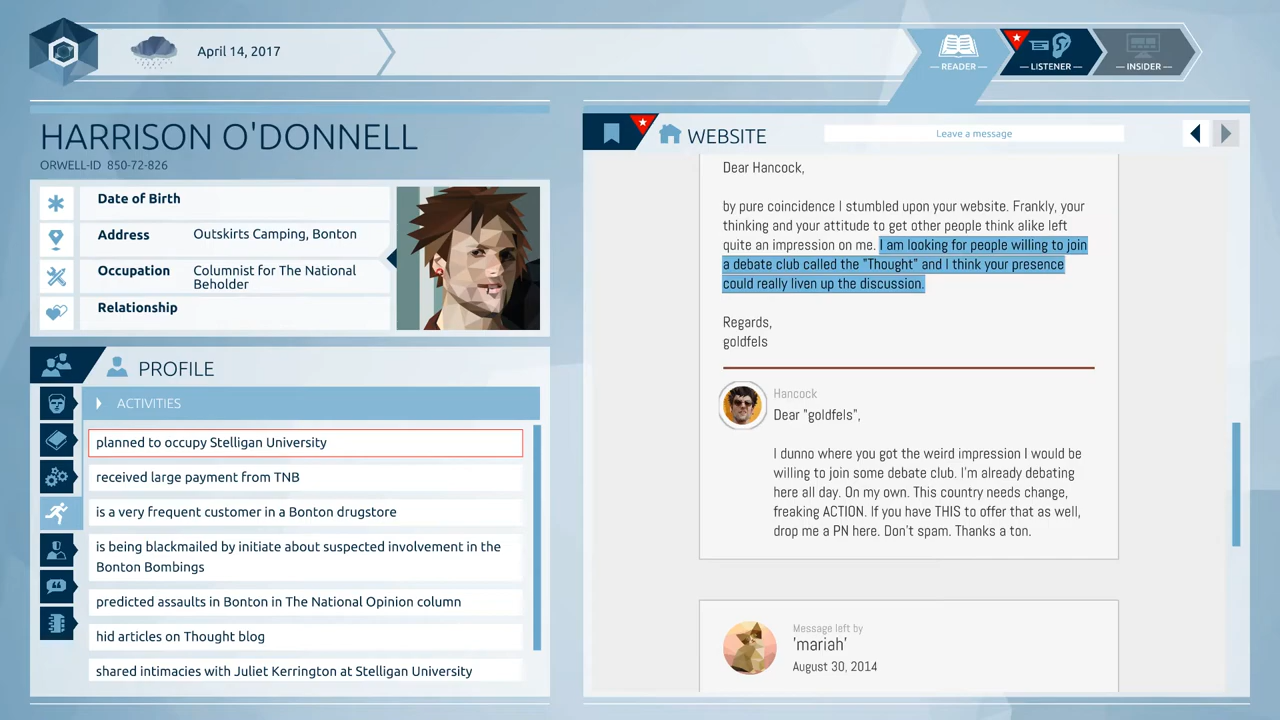 April 14, 2017
— READER —
— LISTENER —
— INSIDER —
HARRISON O'DONNELL
ORWELL-ID 850-72-826
Date of Birth
Address Outskirts Camping, Bonton
Occupation Columnist for The National
Beholder
Relationship
PROFILE
ACTIVITIES
planned to occupy Stelligan University
received large payment from TNB
is a very frequent customer in a Bonton drugstore
is being blackmailed by initiate about suspected involvement in the
Bonton Bombings
predicted assaults in Bonton in The National Opinion column
hid articles on Thought blog
shared intimacies with Juliet Kerrington at Stelligan University
WEBSITE
Leave a message
Dear Hancock,
by pure coincidence I stumbled upon your website. Frankly, your
thinking and your attitude to get other people think alike left
quite an impression on me. I am looking for people willing to join
a debate club called the "Thought" and I think your presence
could really liven up the discussion.
Regards,
goldfels
Hancock
Dear "goldfels",
I dunno where you got the weird impression I would be
willing to join some debate club. I'm already debating
here all day. On my own. This country needs change,
freaking ACTION. If you have THIS to offer that as well,
drop me a PN here. Don't spam. Thanks a ton.
Message left by
'mariah'
August 30, 2014